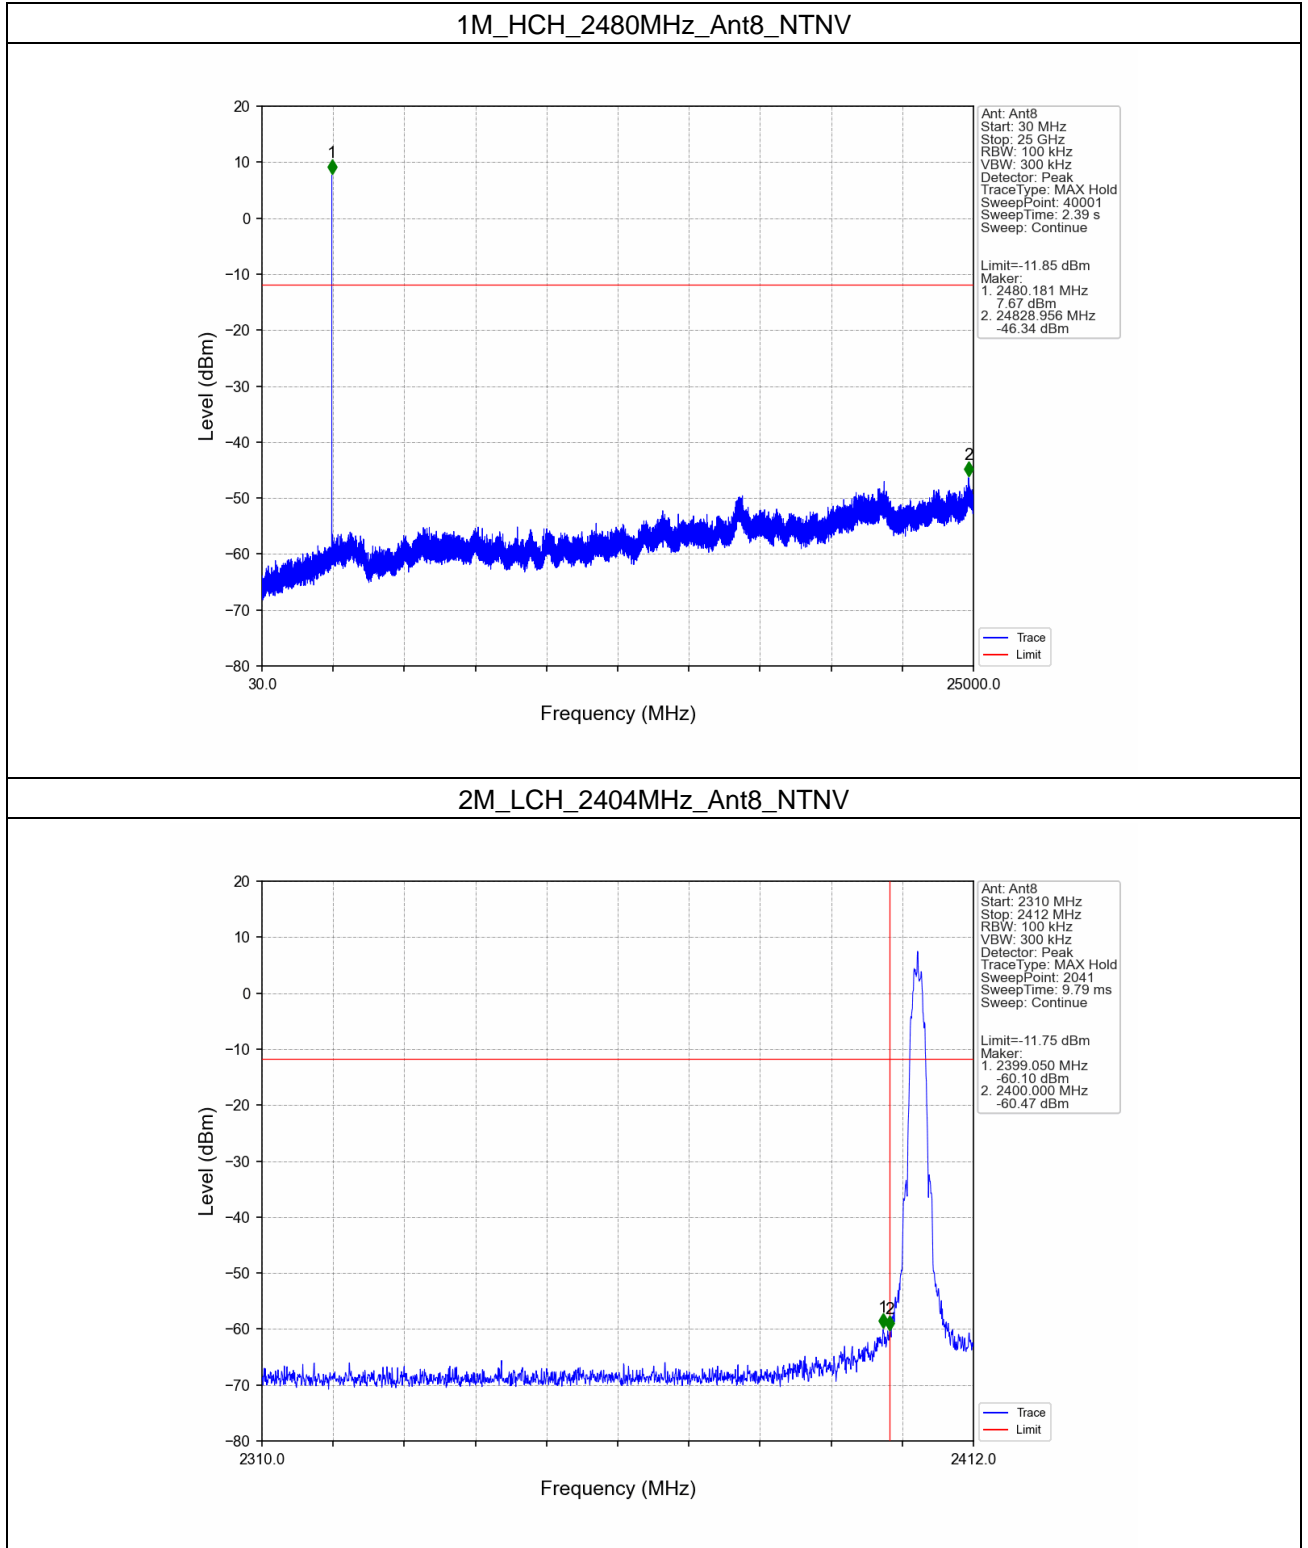 1M_HCH_2480MHz_Ant8_NTNV
20
10
0
−10
−20
−30
−40
−50
−60
−70
−80
Level (dBm)
1
2
30.0
25000.0
Frequency (MHz)
Ant: Ant8
Start: 30 MHz
Stop: 25 GHz
RBW: 100 kHz
VBW: 300 kHz
Detector: Peak
TraceType: MAX Hold
SweepPoint: 40001
SweepTime: 2.39 s
Sweep: Continue
Limit=-11.85 dBm
Maker:
1. 2480.181 MHz
7.67 dBm
2. 24828.956 MHz
-46.34 dBm
Trace
Limit
2M_LCH_2404MHz_Ant8_NTNV
20
10
0
−10
−20
−30
−40
−50
−60
−70
−80
Level (dBm)
1
2
2310.0
2412.0
Frequency (MHz)
Ant: Ant8
Start: 2310 MHz
Stop: 2412 MHz
RBW: 100 kHz
VBW: 300 kHz
Detector: Peak
TraceType: MAX Hold
SweepPoint: 2041
SweepTime: 9.79 ms
Sweep: Continue
Limit=-11.75 dBm
Maker:
1. 2399.050 MHz
-60.10 dBm
2. 2400.000 MHz
-60.47 dBm
Trace
Limit